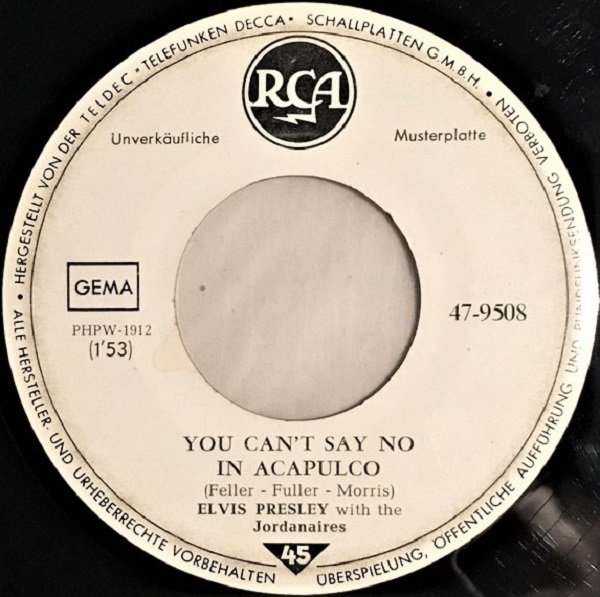 HERGESTELLT VON DER TELDEC • TELEFUNKEN DECCA • SCHALLPLATTEN G.M.B.H. •
ALLE HERSTELLER- UND URHEBERRECHTE VORBEHALTEN
ÜBERSPIELUNG, ÖFFENTLICHE AUFFÜHRUNG UND RUNDFUNKSENDUNG VERBOTEN
RCA
Unverkäufliche Musterplatte
GEMA
47-9508
PHPW-1912
(1'53)
YOU CAN'T SAY NO
IN ACAPULCO
(Feller - Fuller - Morris)
ELVIS PRESLEY with the
Jordanaires
45